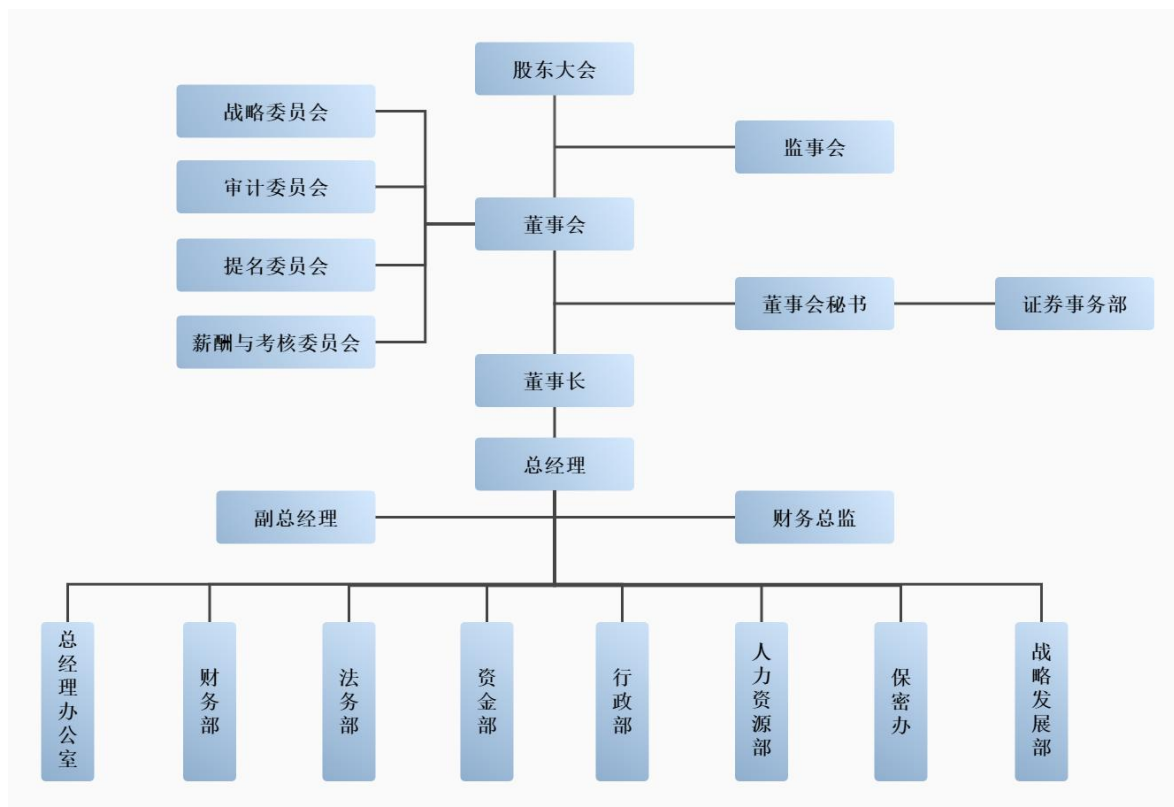 股东大会
战略委员会
监事会
审计委员会
董事会
提名委员会
董事会秘书
证券事务部
薪酬与考核委员会
董事长
总经理
副总经理
财务总监
总经理办公室
财务部
法务部
资金部
行政部
人力资源部
保密办
战略发展部